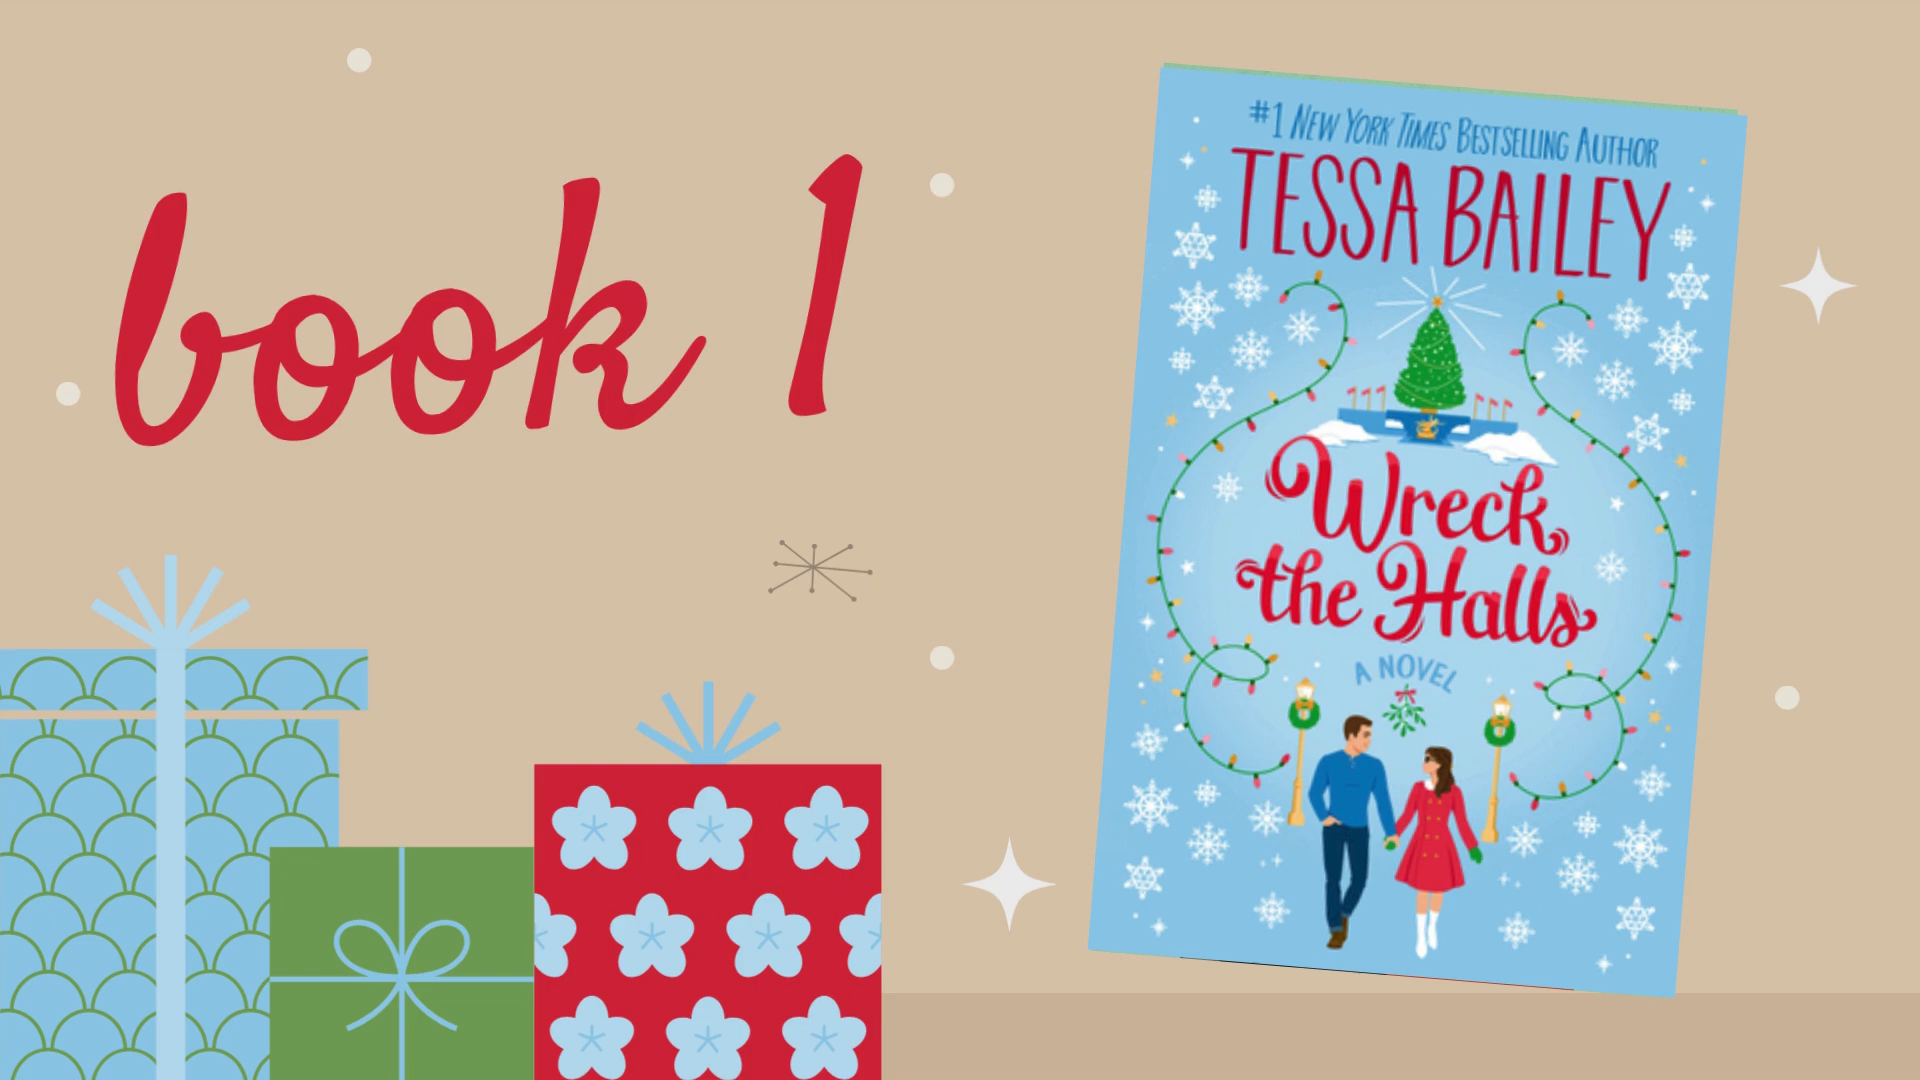 book 1
#1 New York Times Bestselling Author
TESSA BAILEY
Wreck
the Halls
A NOVEL